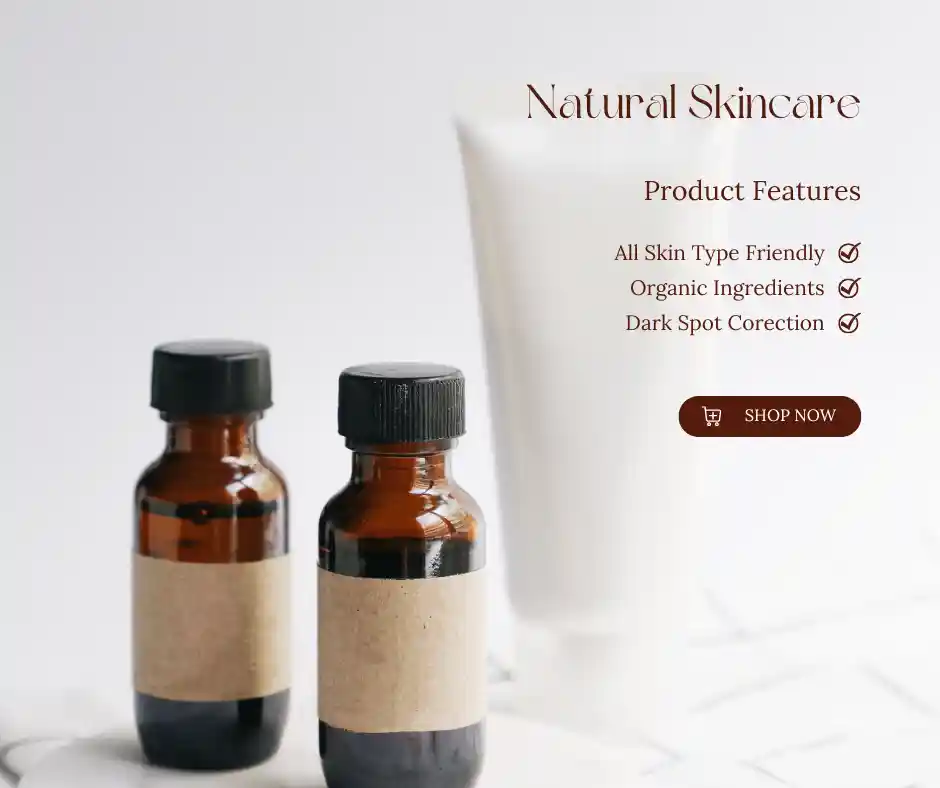 Natural Skincare
Product Features
All Skin Type Friendly
Organic Ingredients
Dark Spot Corection
SHOP NOW